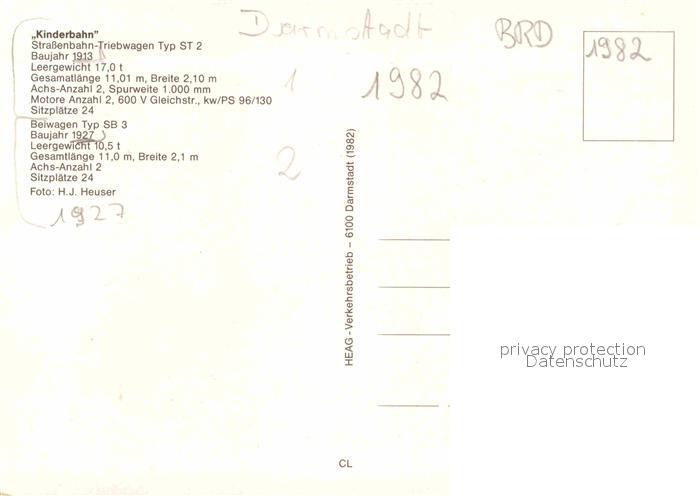 Darmstadt
BRD
1982
1982
1
2
„Kinderbahn"
Straßenbahn-Triebwagen Typ ST 2
Baujahr 1913
Leergewicht 17,0 t
Gesamatlänge 11,01 m, Breite 2,10 m
Achs-Anzahl 2, Spurweite 1.000 mm
Motore Anzahl 2, 600 V Gleichstr., kw/PS 96/130
Sitzplätze 24
Beiwagen Typ SB 3
Baujahr 1927
Leergewicht 10,5 t
Gesamtlänge 11,0 m, Breite 2,1 m
Achs-Anzahl 2
Sitzplätze 24
Foto: H.J. Heuser
1927
HEAG - Verkehrsbetrieb – 6100 Darmstadt (1982)
privacy protection
Datenschutz
CL